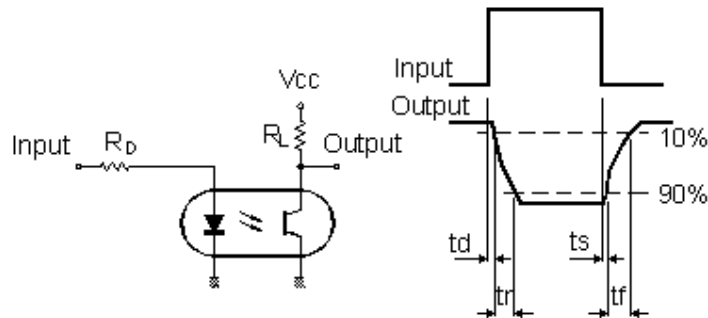 Vcc
Input
RD
RL
Output
Input
Output
10%
90%
td
ts
tr
tf